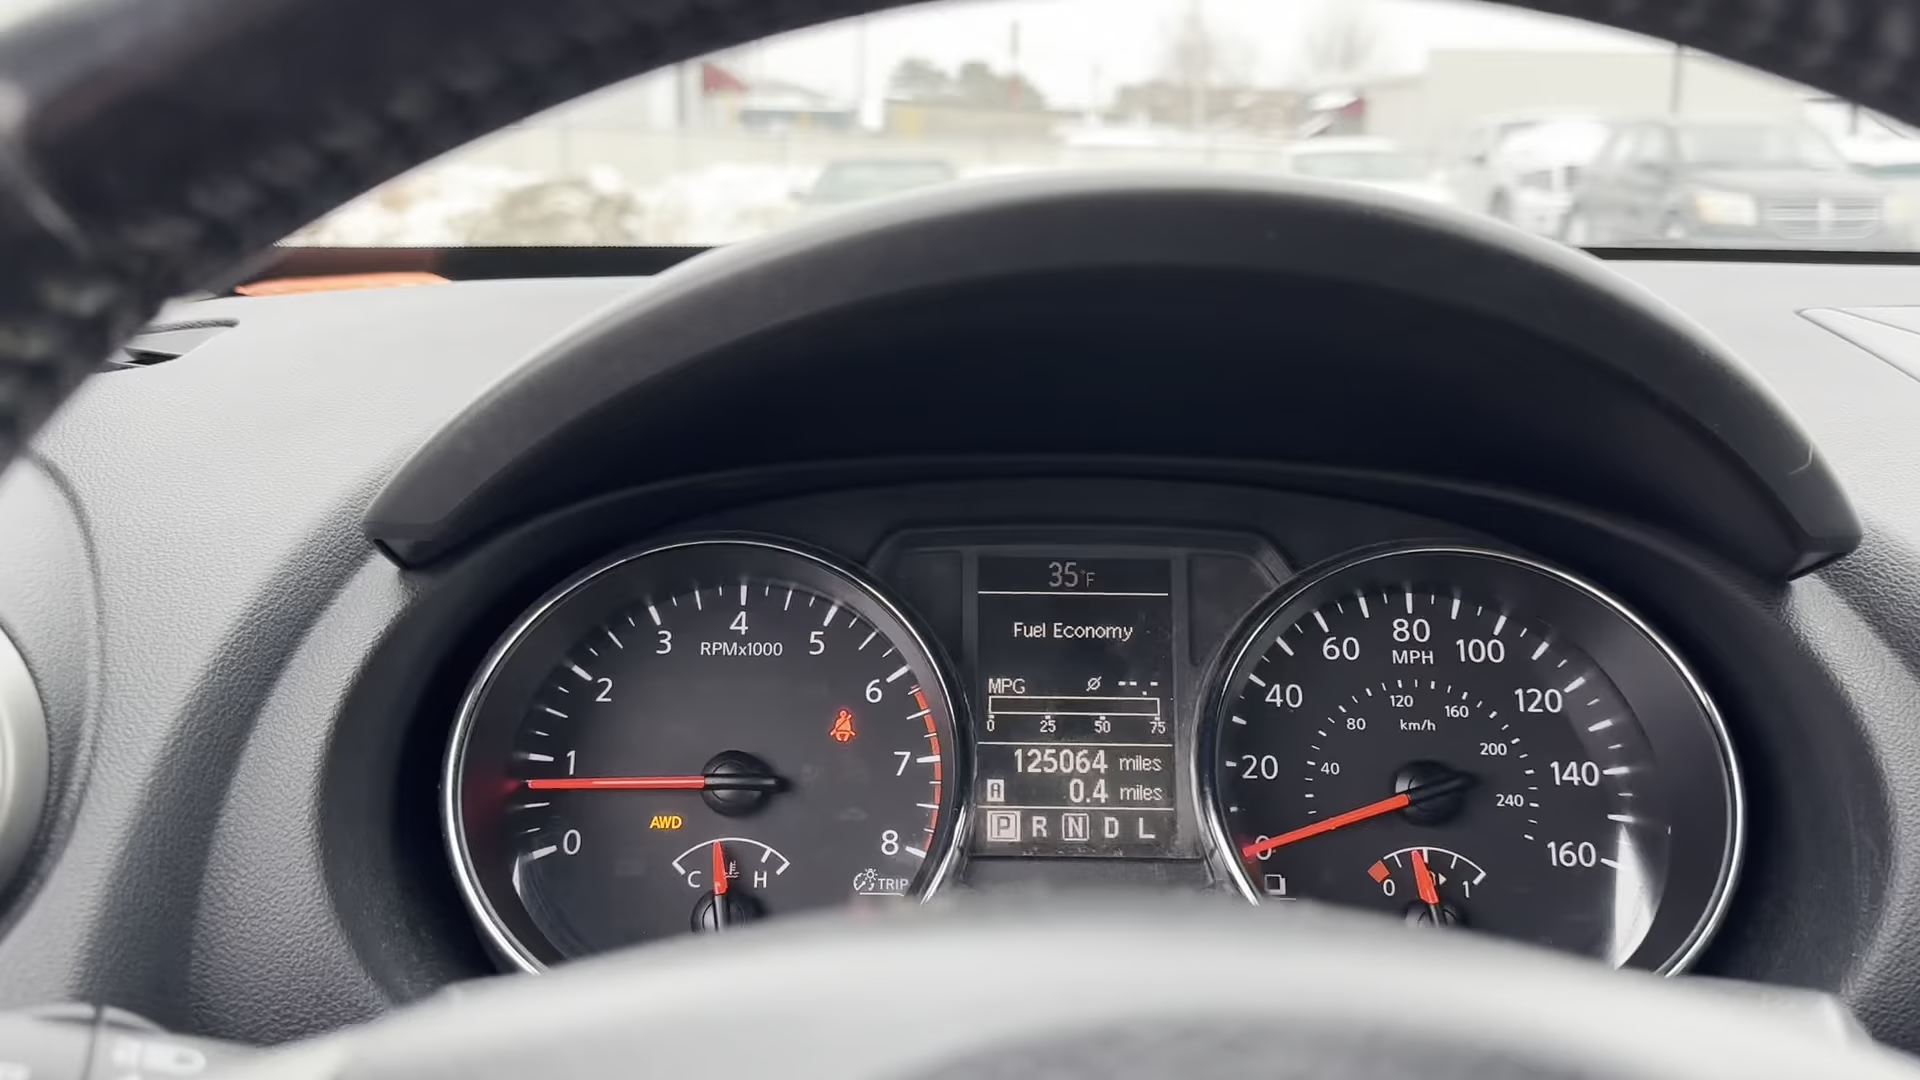 35°F
Fuel Economy
MPG Ø --.-
0 25 50 75
125064 miles
A 0.4 miles
P R N D L
0 1 2 3 4 5 6 7 8
RPMx1000
AWD
C H
TRIP
0 20 40 60 80 100 120 140 160
MPH
40 80 120 160 200 240
km/h
0 1